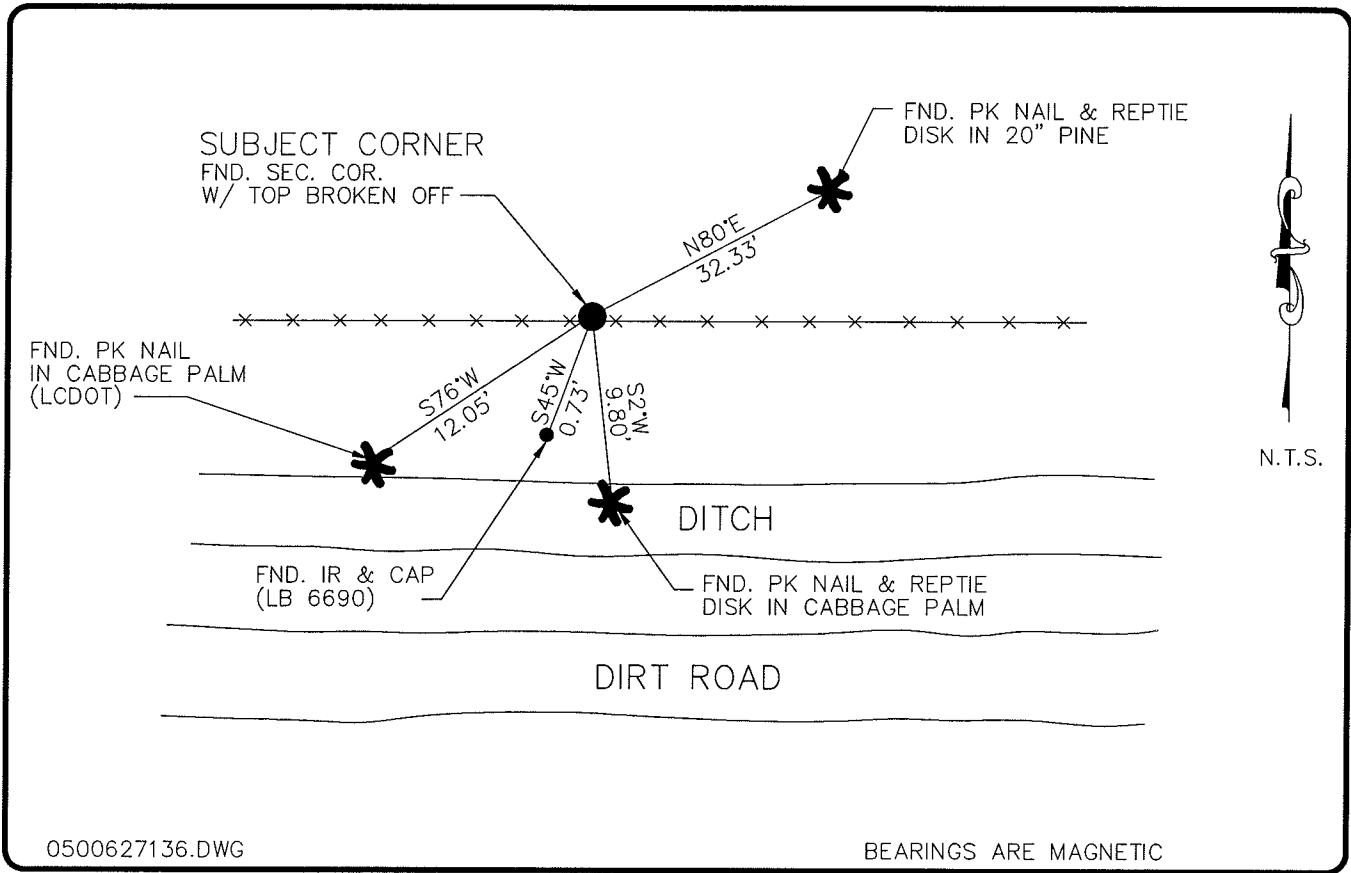 FND. PK NAIL & REPTIE
DISK IN 20" PINE
SUBJECT CORNER
FND. SEC. COR.
W/ TOP BROKEN OFF
N80°E
32.33'
FND. PK NAIL
IN CABBAGE PALM
(LCDOT)
S76°W
12.05'
S45°W
0.73'
S2°W
9.80'
N.T.S.
DITCH
FND. IR & CAP
(LB 6690)
FND. PK NAIL & REPTIE
DISK IN CABBAGE PALM
DIRT ROAD
0500627136.DWG
BEARINGS ARE MAGNETIC